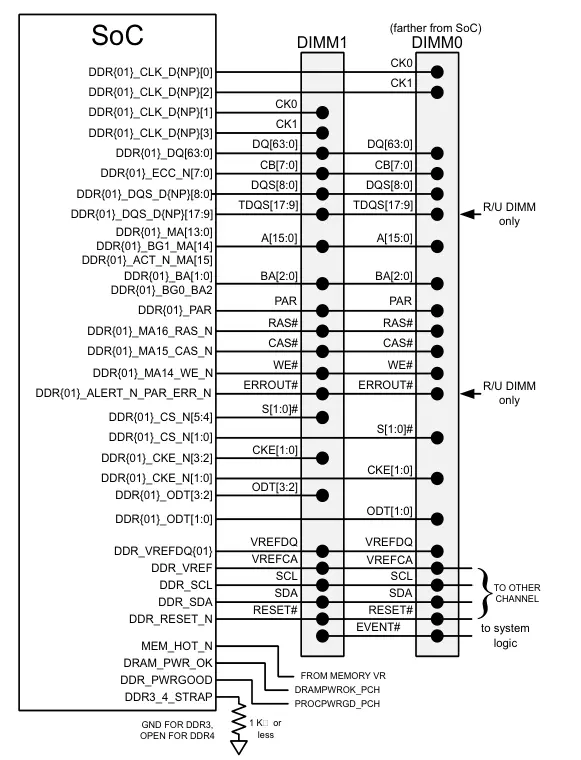 SoC
(farther from SoC)
DIMM1
DIMM0
DDR{01}_CLK_D{NP}[0]
CK0
DDR{01}_CLK_D{NP}[2]
CK1
DDR{01}_CLK_D{NP}[1]
CK0
DDR{01}_CLK_D{NP}[3]
CK1
DDR{01}_DQ[63:0]
DQ[63:0]
DQ[63:0]
DDR{01}_ECC_N[7:0]
CB[7:0]
CB[7:0]
DDR{01}_DQS_D{NP}[8:0]
DQS[8:0]
DQS[8:0]
DDR{01}_DQS_D{NP}[17:9]
TDQS[17:9]
TDQS[17:9]
R/U DIMM
only
DDR{01}_MA[13:0]
DDR{01}_BG1_MA[14]
DDR{01}_ACT_N_MA[15]
A[15:0]
A[15:0]
DDR{01}_BA[1:0]
DDR{01}_BG0_BA2
BA[2:0]
BA[2:0]
DDR{01}_PAR
PAR
PAR
DDR{01}_MA16_RAS_N
RAS#
RAS#
DDR{01}_MA15_CAS_N
CAS#
CAS#
DDR{01}_MA14_WE_N
WE#
WE#
DDR{01}_ALERT_N_PAR_ERR_N
ERROUT#
ERROUT#
R/U DIMM
only
DDR{01}_CS_N[5:4]
S[1:0]#
DDR{01}_CS_N[1:0]
S[1:0]#
DDR{01}_CKE_N[3:2]
CKE[1:0]
DDR{01}_CKE_N[1:0]
CKE[1:0]
DDR{01}_ODT[3:2]
ODT[3:2]
DDR{01}_ODT[1:0]
ODT[1:0]
DDR_VREFDQ{01}
VREFDQ
VREFDQ
DDR_VREF
VREFCA
VREFCA
DDR_SCL
SCL
SCL
DDR_SDA
SDA
SDA
DDR_RESET_N
RESET#
RESET#
TO OTHER
CHANNEL
EVENT#
to system
logic
MEM_HOT_N
FROM MEMORY VR
DRAM_PWR_OK
DRAMPWROK_PCH
DDR_PWRGOOD
PROCPWRGD_PCH
DDR3_4_STRAP
GND FOR DDR3,
OPEN FOR DDR4
1 K□ or
less